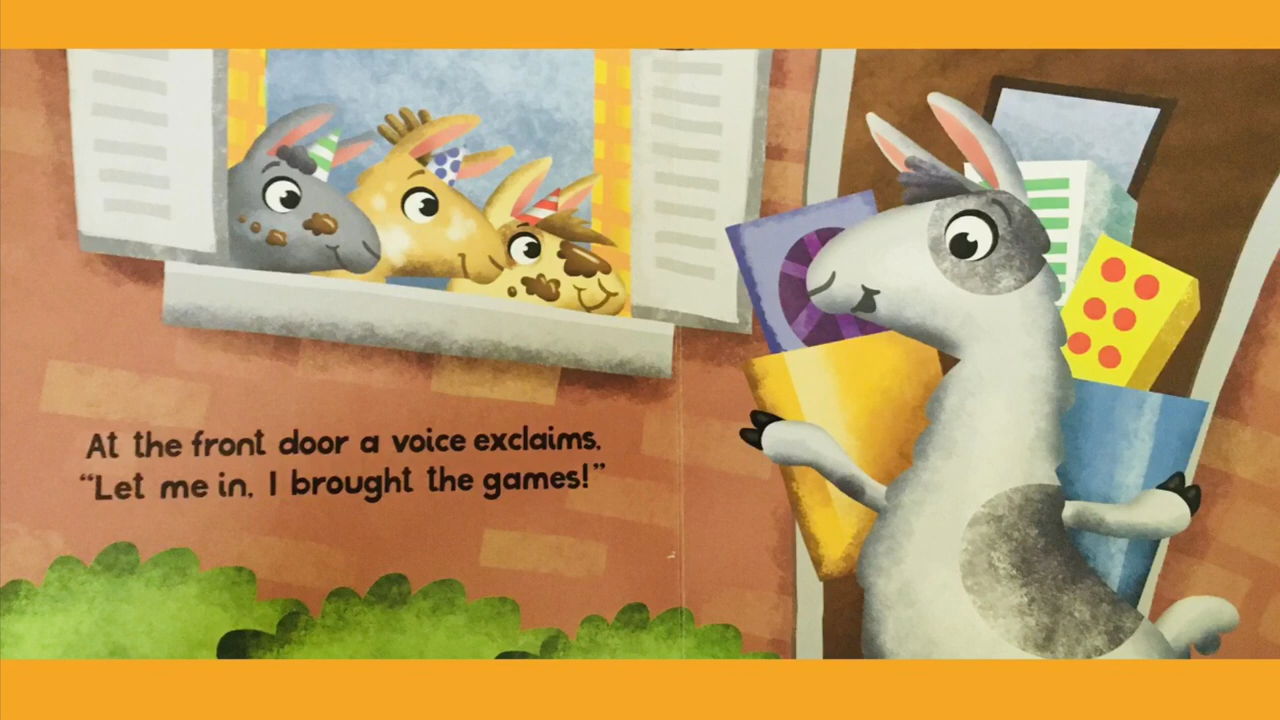 At the front door a voice exclaims,
“Let me in, I brought the games!”